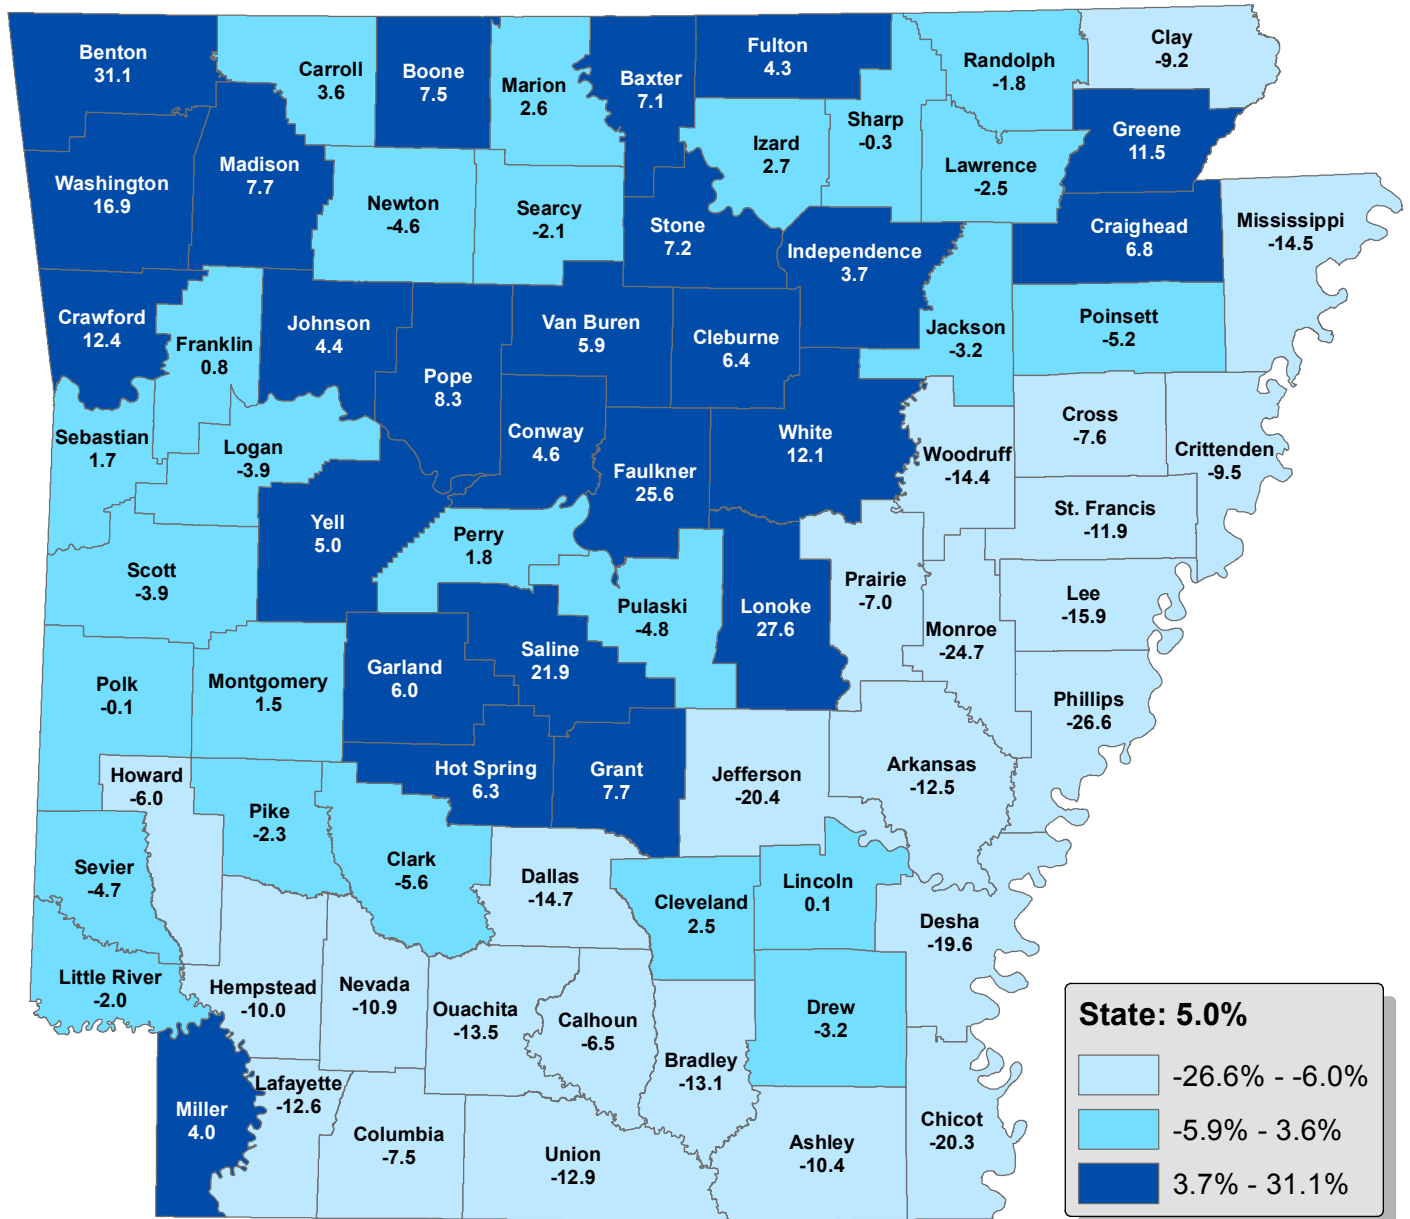 Benton
31.1
Carroll
3.6
Boone
7.5
Marion
2.6
Baxter
7.1
Fulton
4.3
Randolph
-1.8
Clay
-9.2
Izard
2.7
Sharp
-0.3
Lawrence
-2.5
Greene
11.5
Washington
16.9
Madison
7.7
Newton
-4.6
Searcy
-2.1
Stone
7.2
Independence
3.7
Craighead
6.8
Mississippi
-14.5
Crawford
12.4
Franklin
0.8
Johnson
4.4
Pope
8.3
Van Buren
5.9
Cleburne
6.4
Jackson
-3.2
Poinsett
-5.2
Sebastian
1.7
Logan
-3.9
Conway
4.6
Faulkner
25.6
White
12.1
Woodruff
-14.4
Cross
-7.6
Crittenden
-9.5
St. Francis
-11.9
Yell
5.0
Perry
1.8
Scott
-3.9
Pulaski
-4.8
Lonoke
27.6
Prairie
-7.0
Monroe
-24.7
Lee
-15.9
Polk
-0.1
Montgomery
1.5
Garland
6.0
Saline
21.9
Phillips
-26.6
Howard
-6.0
Pike
-2.3
Hot Spring
6.3
Grant
7.7
Jefferson
-20.4
Arkansas
-12.5
Sevier
-4.7
Clark
-5.6
Dallas
-14.7
Cleveland
2.5
Lincoln
0.1
Desha
-19.6
Little River
-2.0
Hempstead
-10.0
Nevada
-10.9
Ouachita
-13.5
Calhoun
-6.5
Bradley
-13.1
Drew
-3.2
Miller
4.0
Lafayette
-12.6
Columbia
-7.5
Union
-12.9
Ashley
-10.4
Chicot
-20.3
State: 5.0%
-26.6% - -6.0%
-5.9% - 3.6%
3.7% - 31.1%